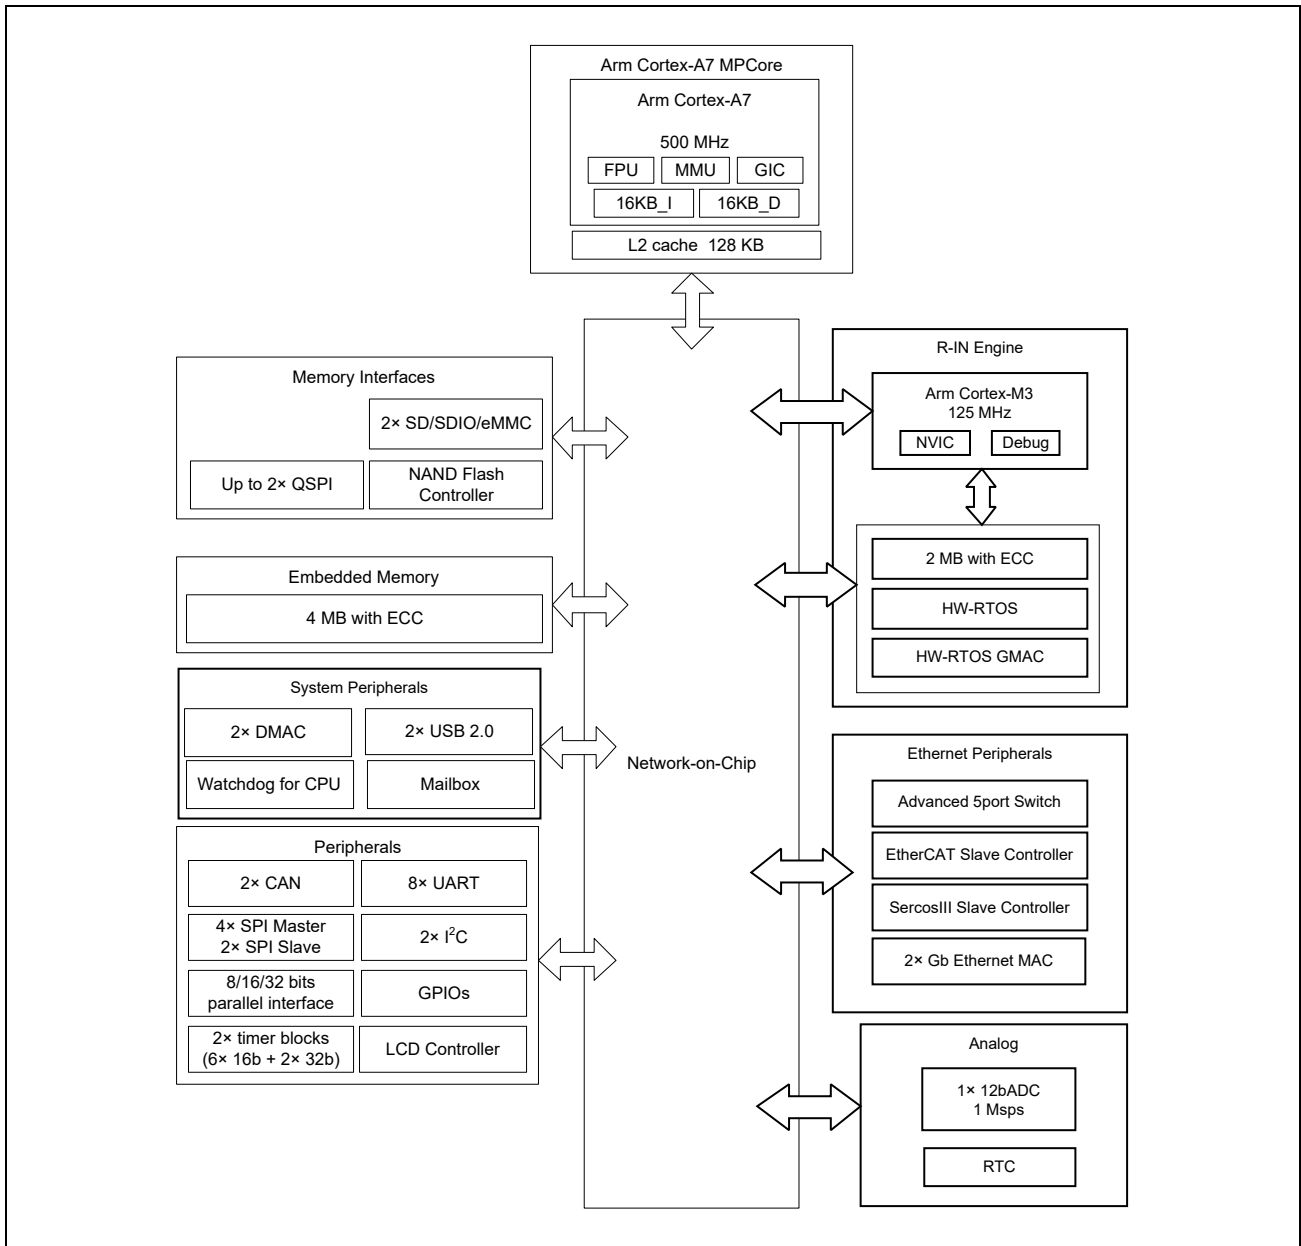 Arm Cortex-A7 MPCore
Arm Cortex-A7
500 MHz
FPU
MMU
GIC
16KB_I
16KB_D
L2 cache 128 KB
Memory Interfaces
2× SD/SDIO/eMMC
Up to 2× QSPI
NAND Flash
Controller
Embedded Memory
4 MB with ECC
System Peripherals
2× DMAC
2× USB 2.0
Watchdog for CPU
Mailbox
Peripherals
2× CAN
8× UART
4× SPI Master
2× SPI Slave
2× I²C
8/16/32 bits
parallel interface
GPIOs
2× timer blocks
(6× 16b + 2× 32b)
LCD Controller
Network-on-Chip
R-IN Engine
Arm Cortex-M3
125 MHz
NVIC
Debug
2 MB with ECC
HW-RTOS
HW-RTOS GMAC
Ethernet Peripherals
Advanced 5port Switch
EtherCAT Slave Controller
SercosIII Slave Controller
2× Gb Ethernet MAC
Analog
1× 12bADC
1 Msps
RTC